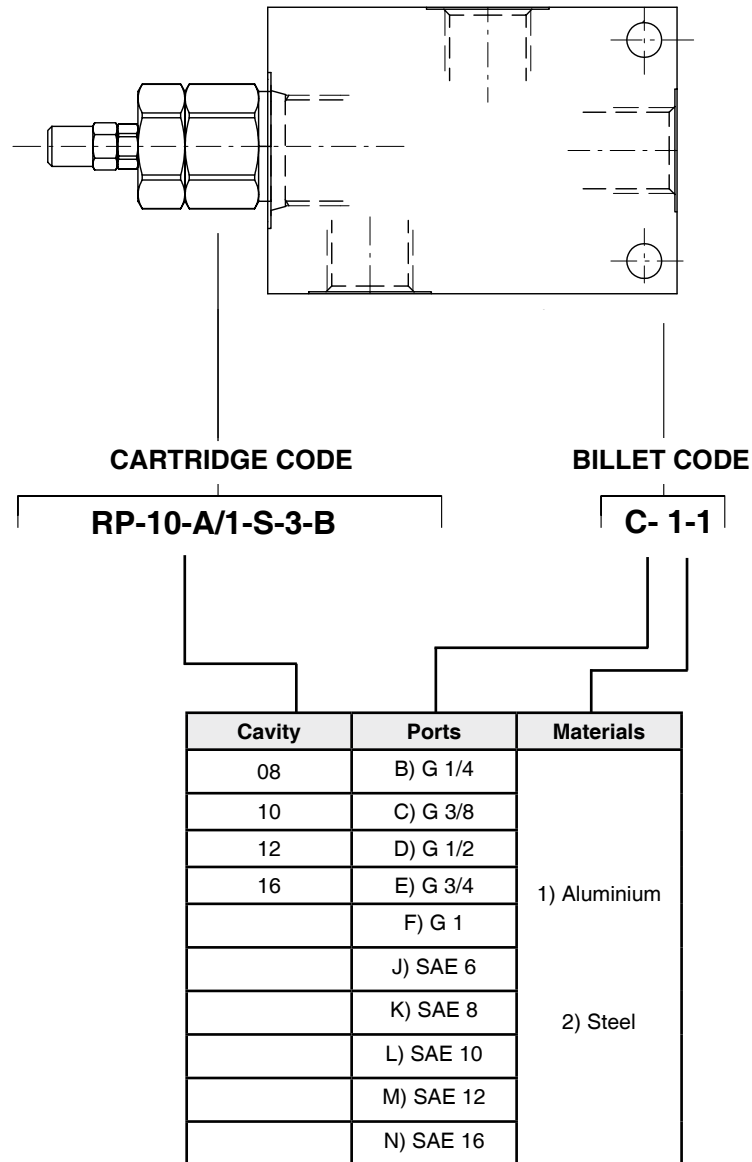 CARTRIDGE CODE
BILLET CODE
RP-10-A/1-S-3-B
C- 1-1
Cavity Ports Materials
08 B) G 1/4
10 C) G 3/8
12 D) G 1/2
16 E) G 3/4
1) Aluminium
F) G 1
J) SAE 6
K) SAE 8
2) Steel
L) SAE 10
M) SAE 12
N) SAE 16